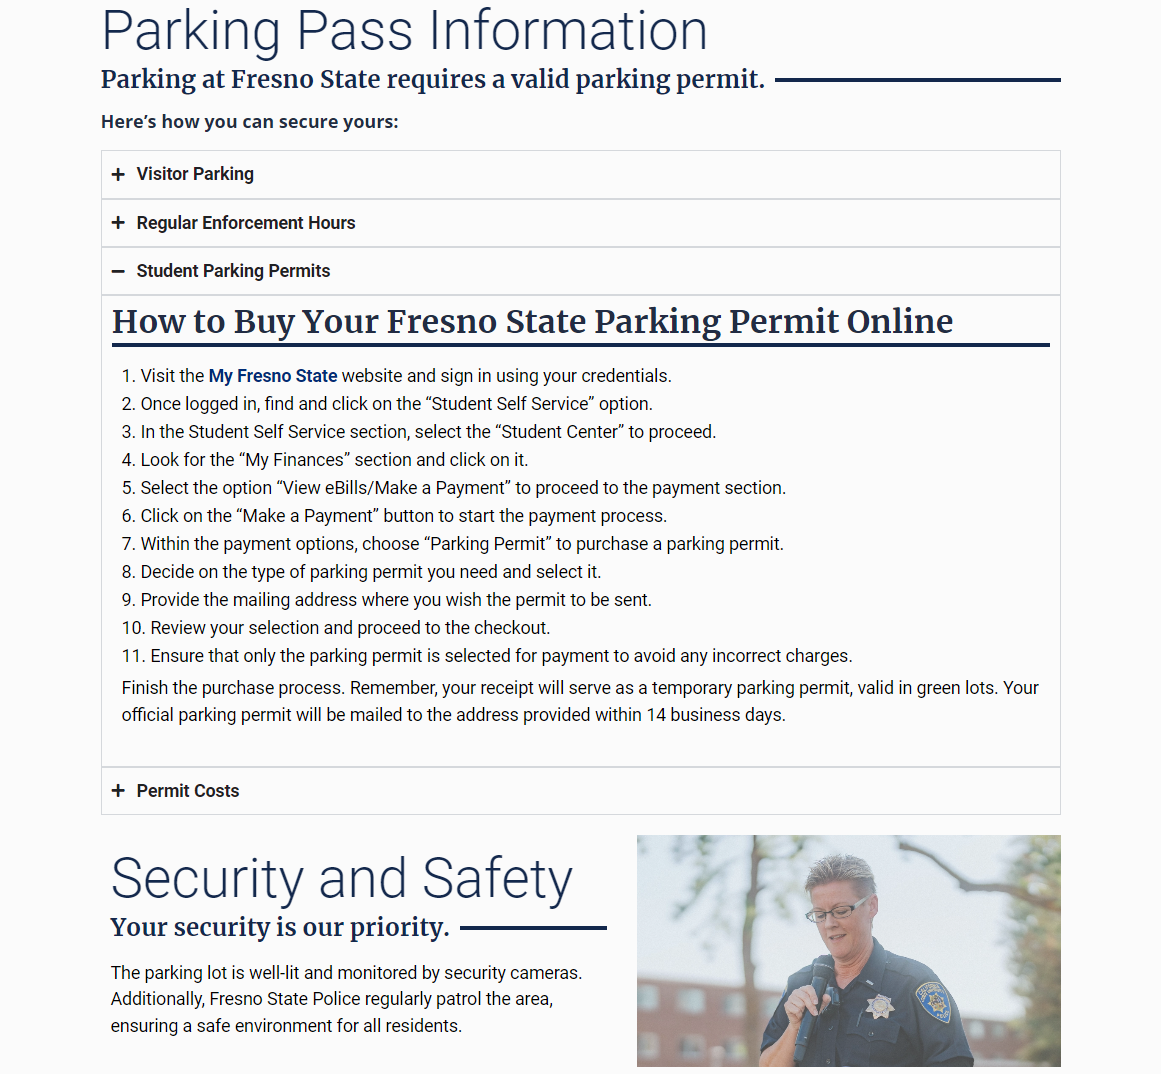 Parking Pass Information
Parking at Fresno State requires a valid parking permit.
Here’s how you can secure yours:
+ Visitor Parking
+ Regular Enforcement Hours
− Student Parking Permits
How to Buy Your Fresno State Parking Permit Online
1. Visit the My Fresno State website and sign in using your credentials.
2. Once logged in, find and click on the “Student Self Service” option.
3. In the Student Self Service section, select the “Student Center” to proceed.
4. Look for the “My Finances” section and click on it.
5. Select the option “View eBills/Make a Payment” to proceed to the payment section.
6. Click on the “Make a Payment” button to start the payment process.
7. Within the payment options, choose “Parking Permit” to purchase a parking permit.
8. Decide on the type of parking permit you need and select it.
9. Provide the mailing address where you wish the permit to be sent.
10. Review your selection and proceed to the checkout.
11. Ensure that only the parking permit is selected for payment to avoid any incorrect charges.
Finish the purchase process. Remember, your receipt will serve as a temporary parking permit, valid in green lots. Your
official parking permit will be mailed to the address provided within 14 business days.
+ Permit Costs
Security and Safety
Your security is our priority.
The parking lot is well-lit and monitored by security cameras.
Additionally, Fresno State Police regularly patrol the area,
ensuring a safe environment for all residents.